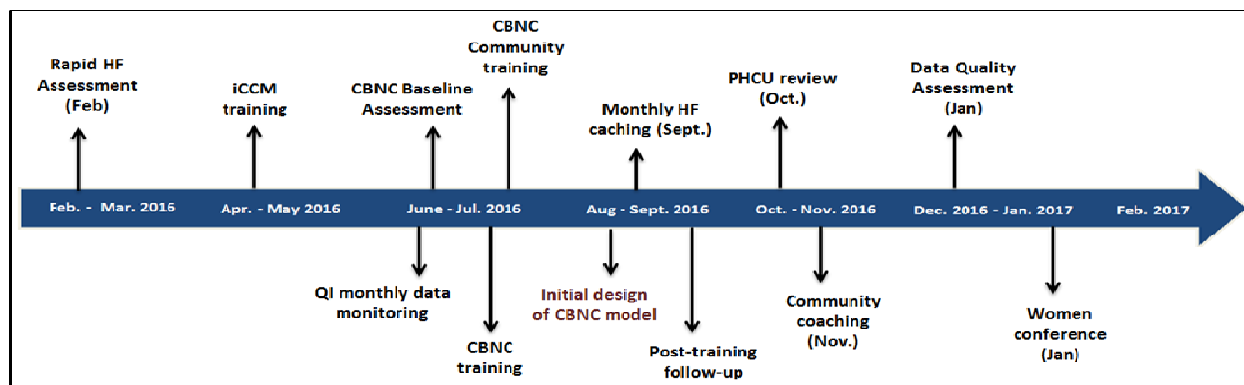 Rapid HF
Assessment
(Feb)
iCCM
training
CBNC Baseline
Assessment
CBNC
Community
training
Monthly HF
caching (Sept.)
PHCU review
(Oct.)
Data Quality
Assessment
(Jan)
Feb. - Mar. 2016
Apr. - May 2016
June - Jul. 2016
Aug - Sept. 2016
Oct. - Nov. 2016
Dec. 2016 - Jan. 2017
Feb. 2017
QI monthly data
monitoring
CBNC
training
Initial design
of CBNC model
Post-training
follow-up
Community
coaching
(Nov.)
Women
conference
(Jan)